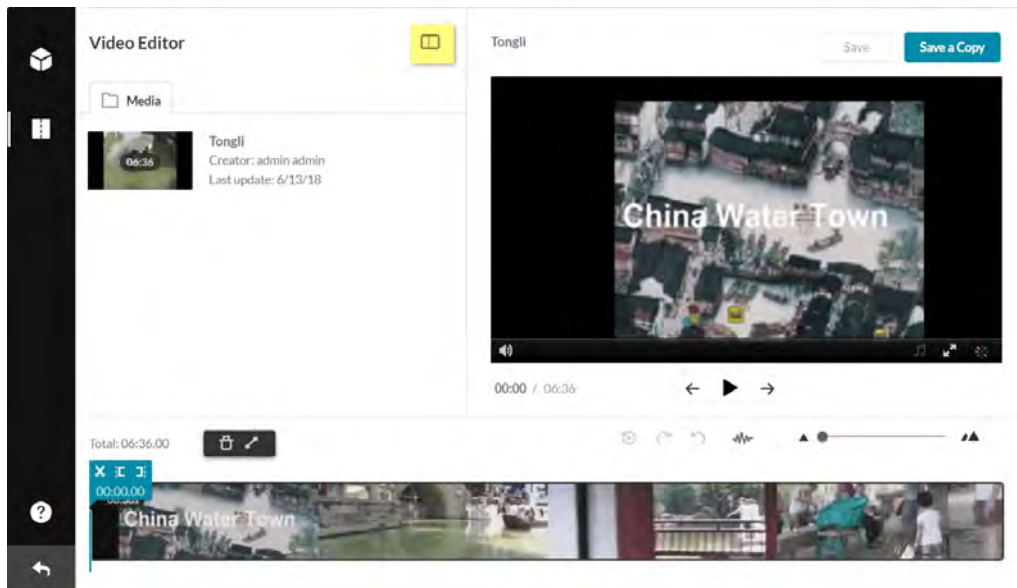 Video Editor
Tongli
Save
Save a Copy
Media
06:36
Tongli
Creator: admin admin
Last update: 6/13/18
China Water Town
00:00 / 06:36
Total: 06:36.00
00:00.00
China Water Town
?